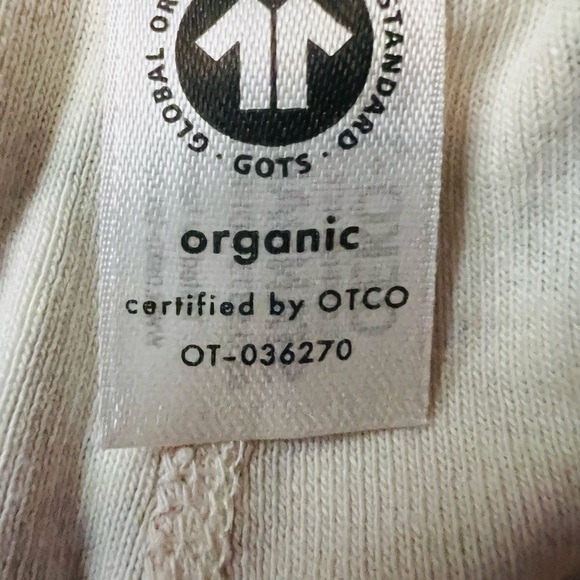 GLOBAL OR
STANDARD
· GOTS ·
organic
certified by OTCO
OT-036270